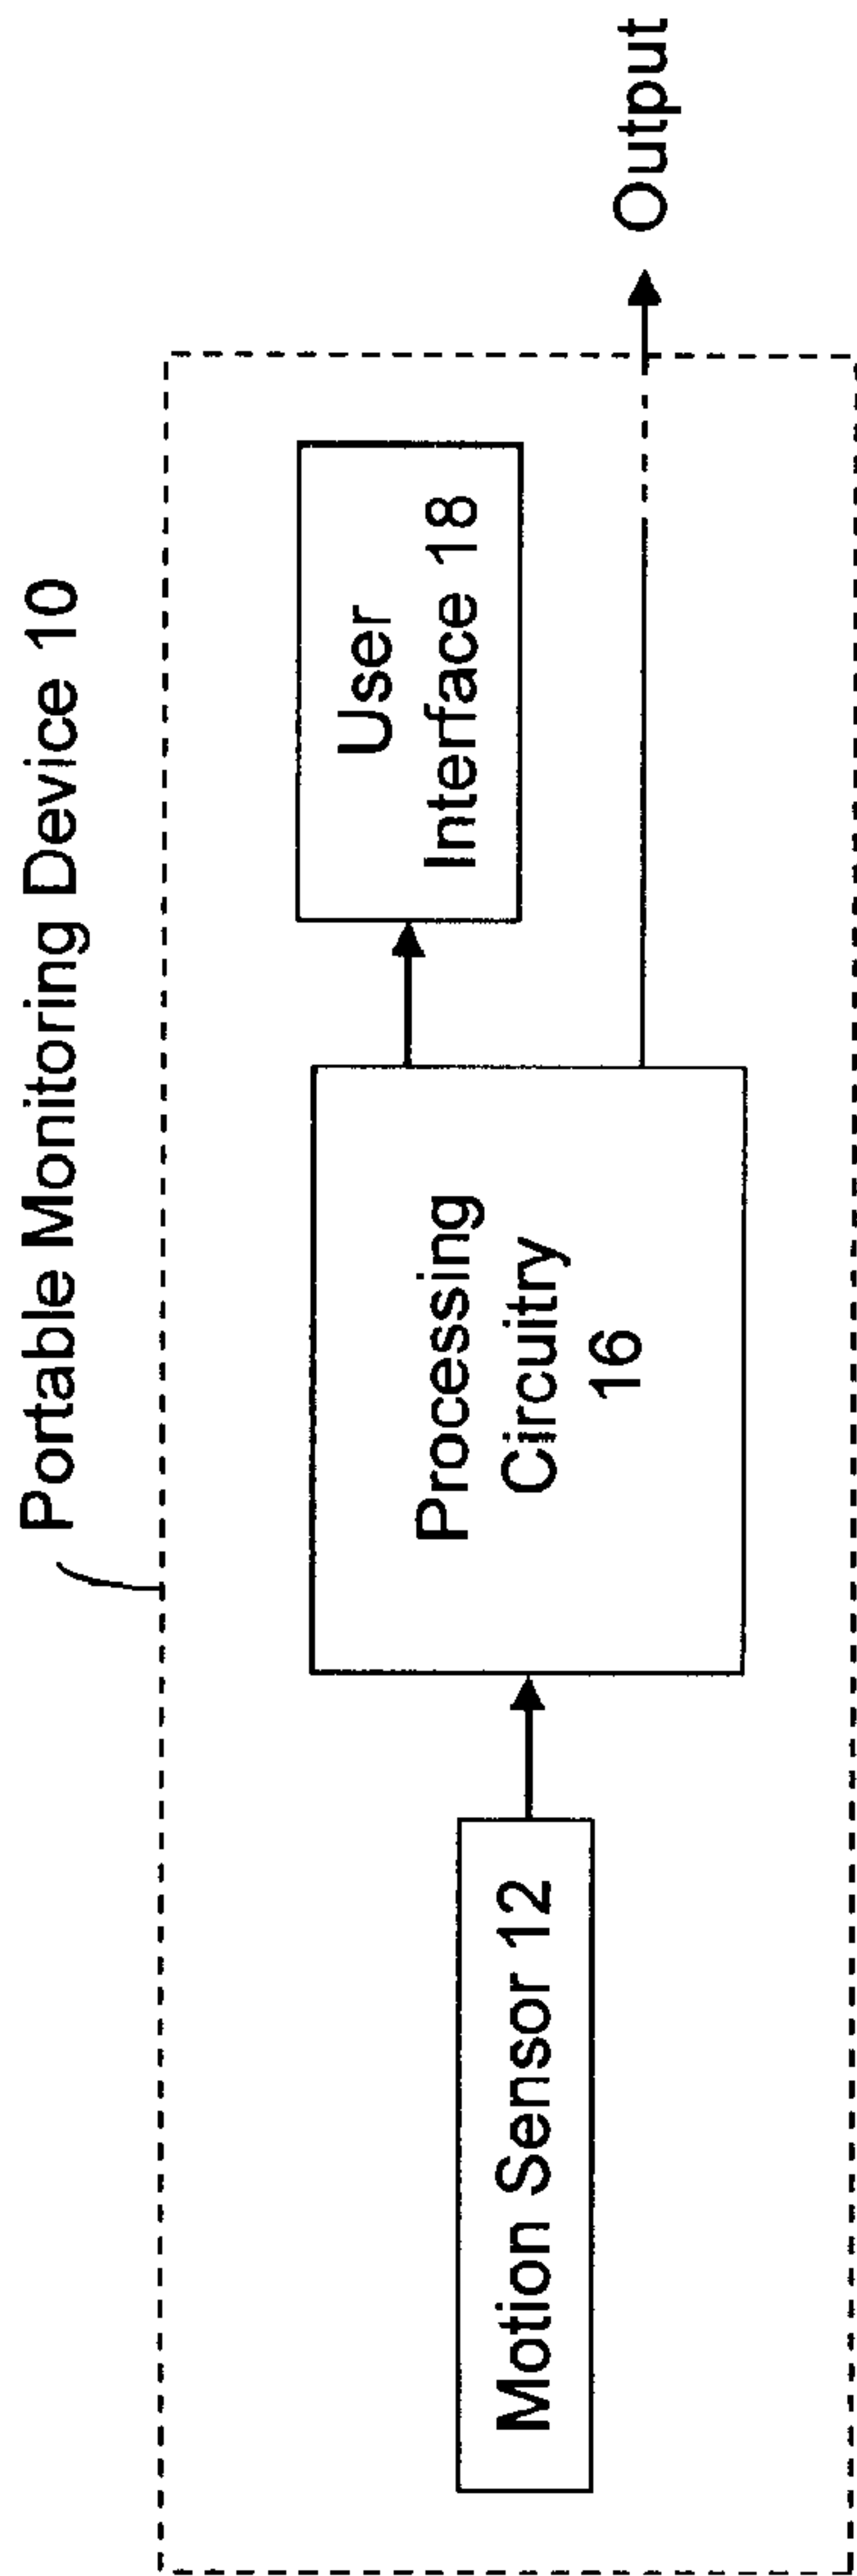 Portable Monitoring Device 10
Motion Sensor 12
Processing
Circuitry
16
User
Interface 18
Output